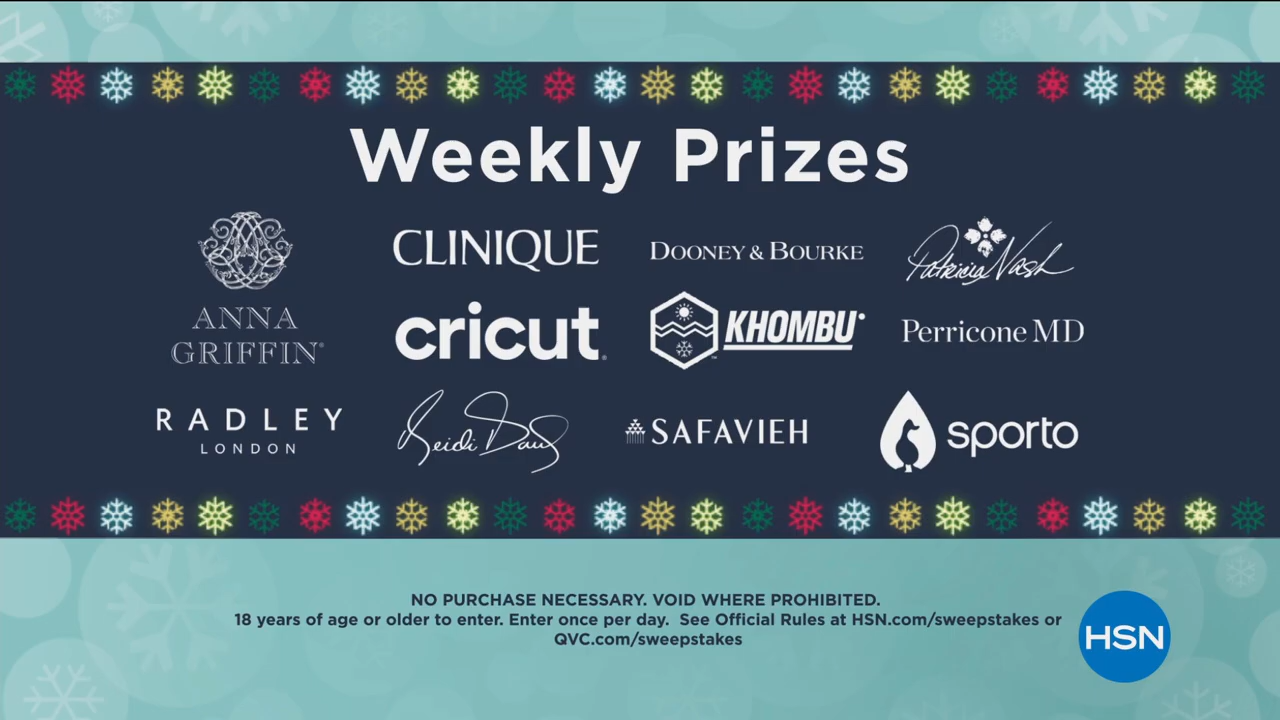 Weekly Prizes
CLINIQUE
DOONEY & BOURKE
Patricia Nash
ANNA
GRIFFIN®
cricut®
KHOMBU
Perricone MD
RADLEY
LONDON
Heidi Daus
SAFAVIEH
sporto
NO PURCHASE NECESSARY. VOID WHERE PROHIBITED.
18 years of age or older to enter. Enter once per day. See Official Rules at HSN.com/sweepstakes or
QVC.com/sweepstakes
HSN